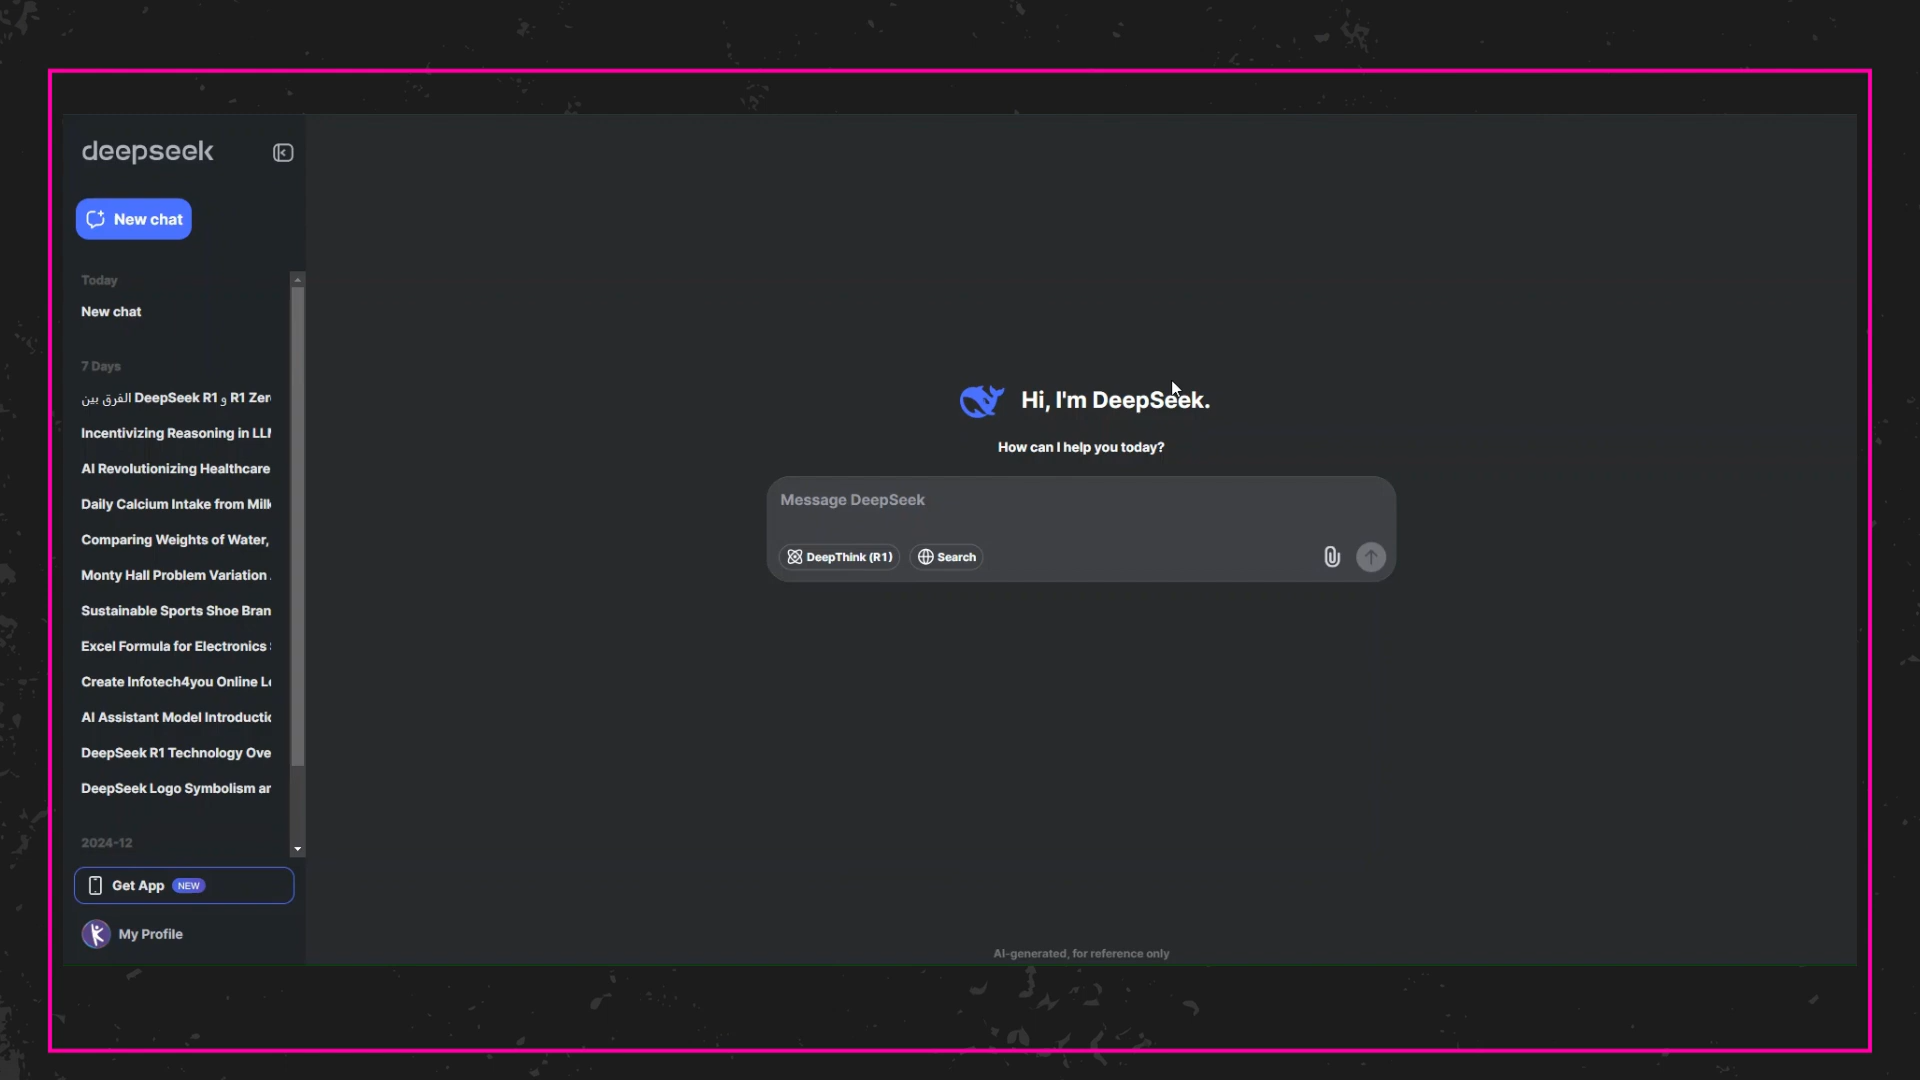 deepseek
New chat
Today
New chat
7 Days
الفرق بين DeepSeek R1 و R1 Zer
Incentivizing Reasoning in LL
AI Revolutionizing Healthcare
Daily Calcium Intake from Milk
Comparing Weights of Water,
Monty Hall Problem Variation
Sustainable Sports Shoe Bran
Excel Formula for Electronics
Create Infotech4you Online Lo
AI Assistant Model Introductio
DeepSeek R1 Technology Ove
DeepSeek Logo Symbolism ar
2024-12
Get App NEW
My Profile
Hi, I'm DeepSeek.
How can I help you today?
Message DeepSeek
DeepThink (R1) Search
AI-generated, for reference only